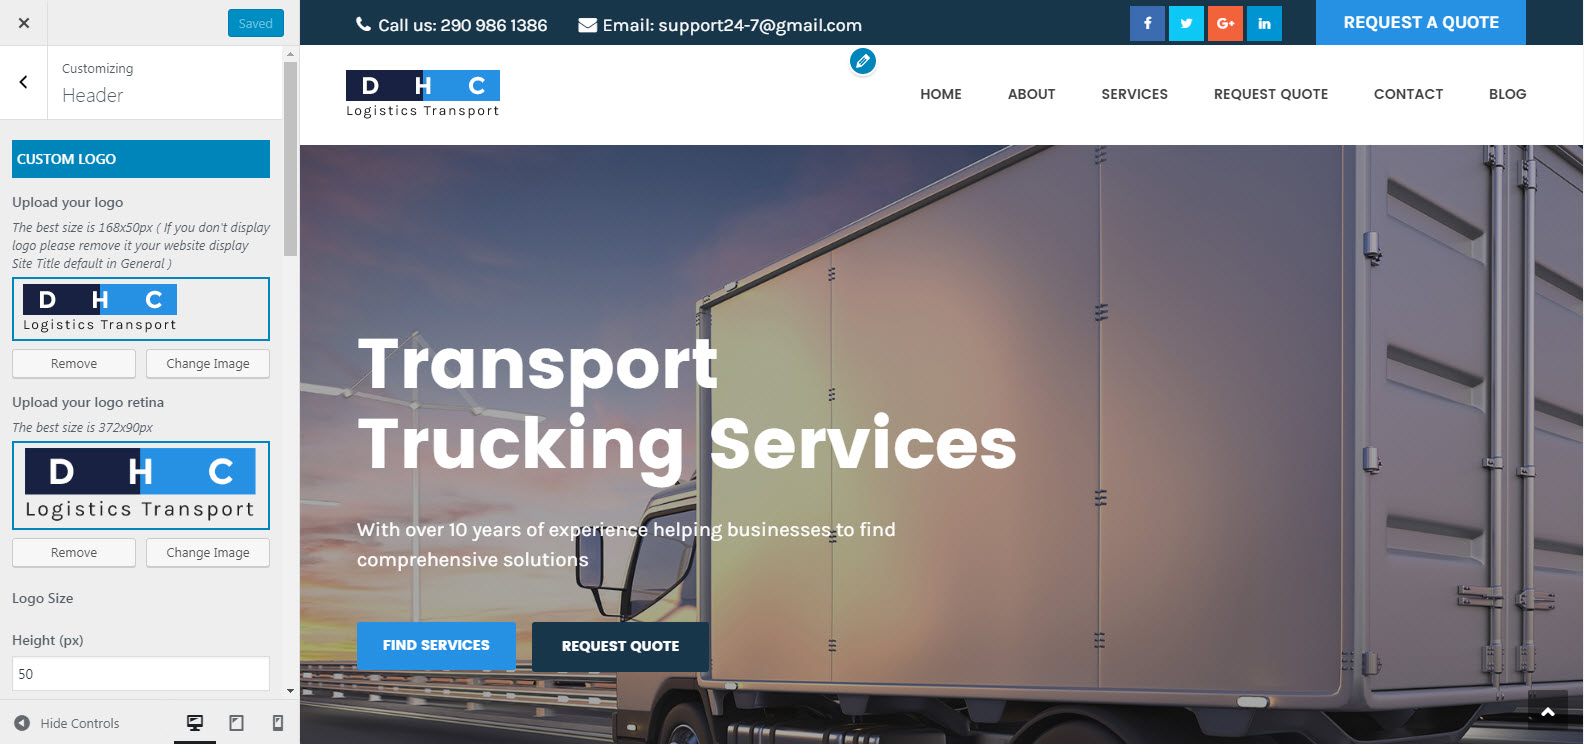 Saved
Customizing
Header
CUSTOM LOGO
Upload your logo
The best size is 168x50px ( If you don't display
logo please remove it your website display
Site Title default in General )
D H C
Logistics Transport
Remove
Change Image
Upload your logo retina
The best size is 372x90px
D H C
Logistics Transport
Remove
Change Image
Logo Size
Height (px)
50
Hide Controls
Call us: 290 986 1386
Email: support24-7@gmail.com
f
G+
in
REQUEST A QUOTE
D H C
Logistics Transport
HOME
ABOUT
SERVICES
REQUEST QUOTE
CONTACT
BLOG
Transport
Trucking Services
With over 10 years of experience helping businesses to find
comprehensive solutions
FIND SERVICES
REQUEST QUOTE